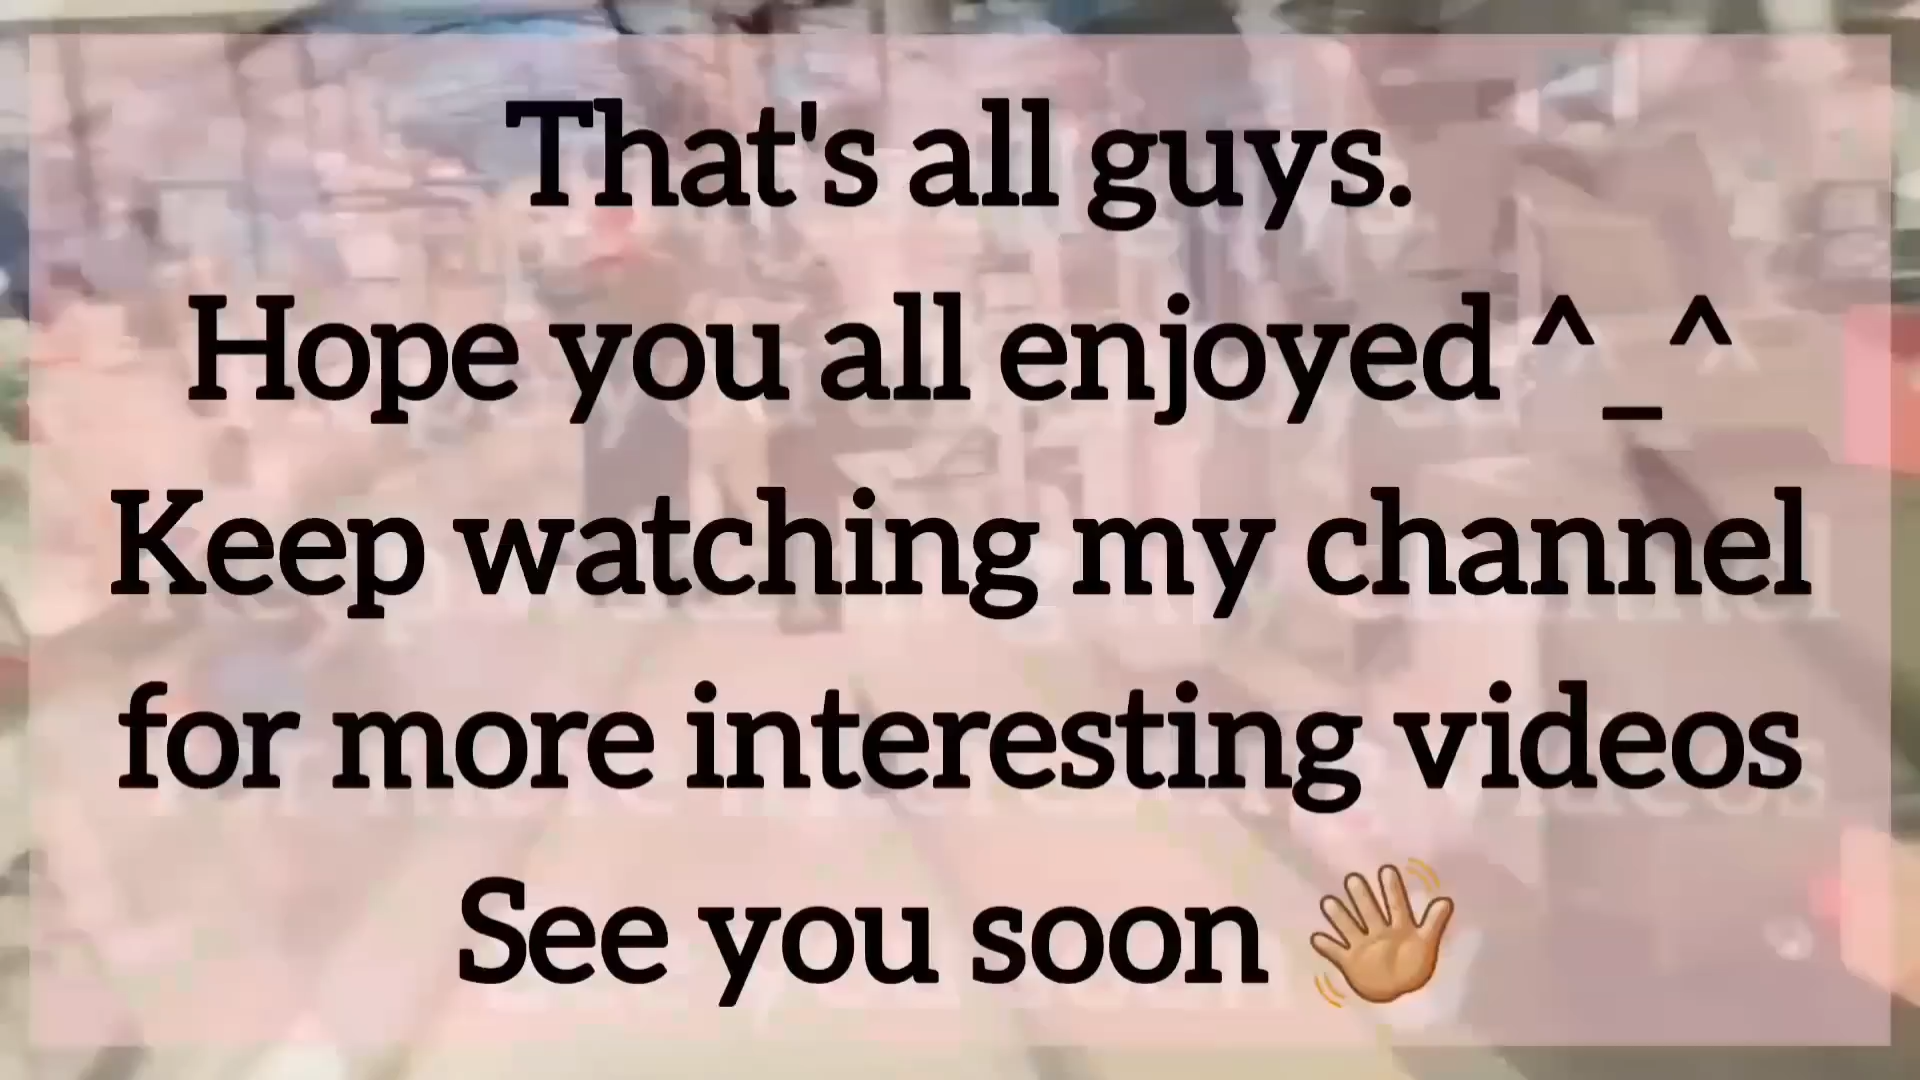 That's all guys.
Hope you all enjoyed ^_^
Keep watching my channel
for more interesting videos
See you soon 👋🏼